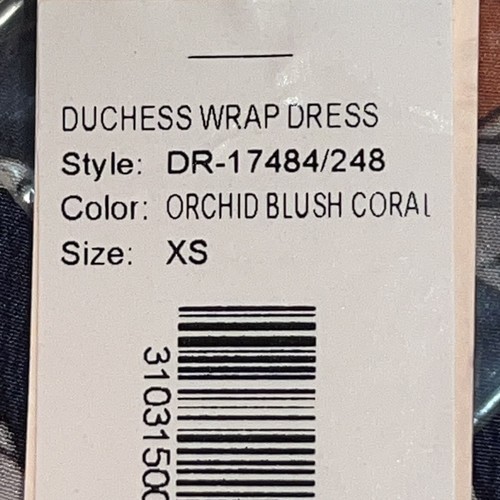 DUCHESS WRAP DRESS
Style: DR-17484/248
Color: ORCHID BLUSH CORAL
Size: XS
3103150